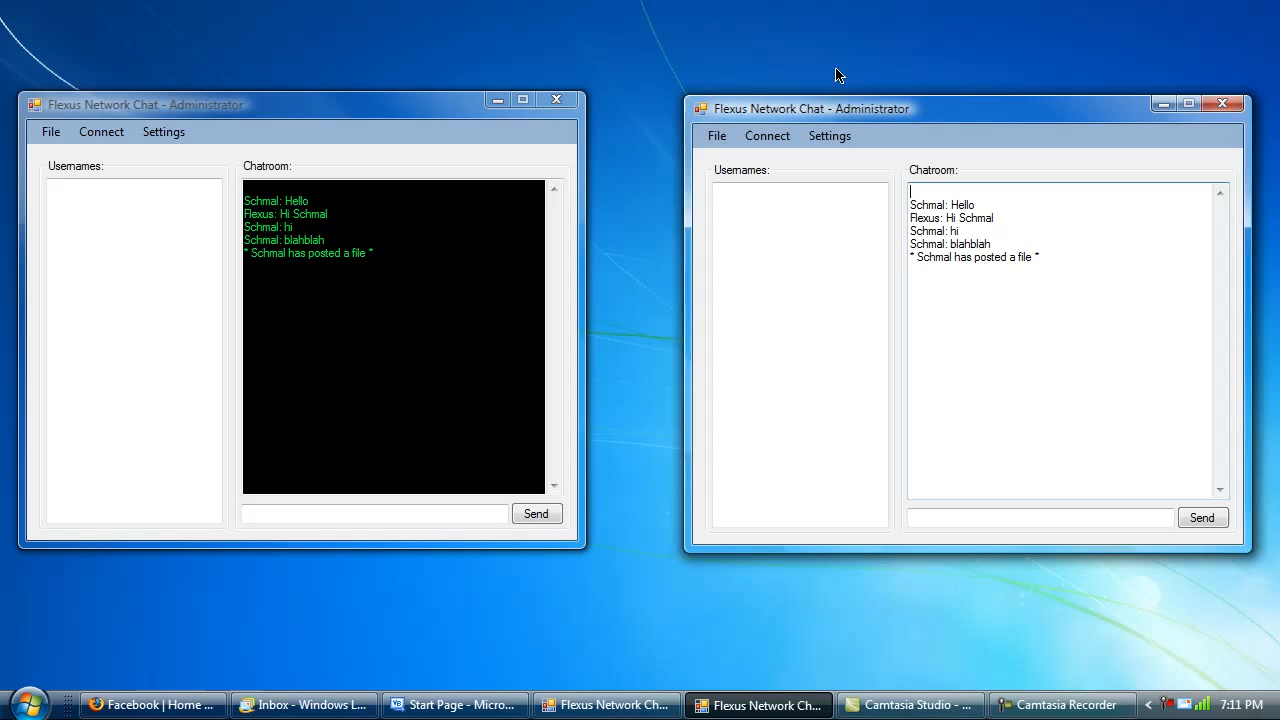 Flexus Network Chat - Administrator
File Connect Settings
Usernames:
Chatroom:
Schmal: Hello
Flexus: Hi Schmal
Schmal: hi
Schmal: blahblah
* Schmal has posted a file *
Send
Flexus Network Chat - Administrator
File Connect Settings
Usernames:
Chatroom:
Schmal: Hello
Flexus: Hi Schmal
Schmal: hi
Schmal: blahblah
* Schmal has posted a file *
Send
Facebook | Home ...
Inbox - Windows L...
Start Page - Micro...
Flexus Network Ch...
Flexus Network Ch...
Camtasia Studio - ...
Camtasia Recorder
7:11 PM